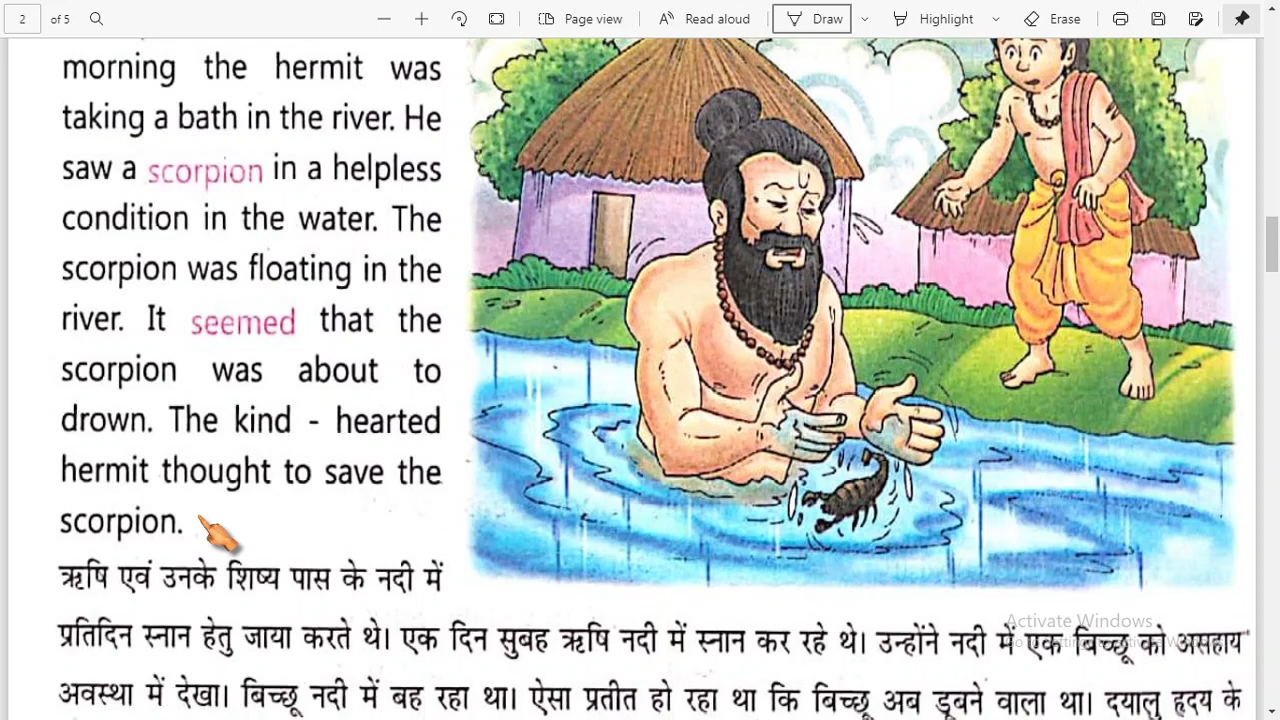 2 of 5 Page view Read aloud Draw Highlight Erase
morning the hermit was
taking a bath in the river. He
saw a scorpion in a helpless
condition in the water. The
scorpion was floating in the
river. It seemed that the
scorpion was about to
drown. The kind - hearted
hermit thought to save the
scorpion.
ऋषि एवं उनके शिष्य पास के नदी में
प्रतिदिन स्नान हेतु जाया करते थे। एक दिन सुबह ऋषि नदी में स्नान कर रहे थे। उन्होंने नदी में एक बिच्छू को असहाय
अवस्था में देखा। बिच्छू नदी में बह रहा था। ऐसा प्रतीत हो रहा था कि बिच्छू अब डूबने वाला था। दयालु हृदय के
Activate Windows